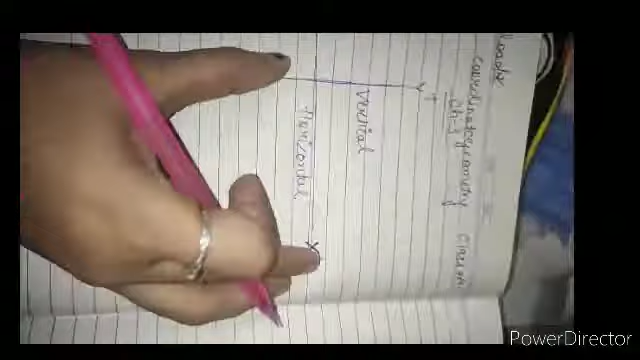 coordinate geometry
Ch-3
Y
Vertical
Horizontal
X
PowerDirector